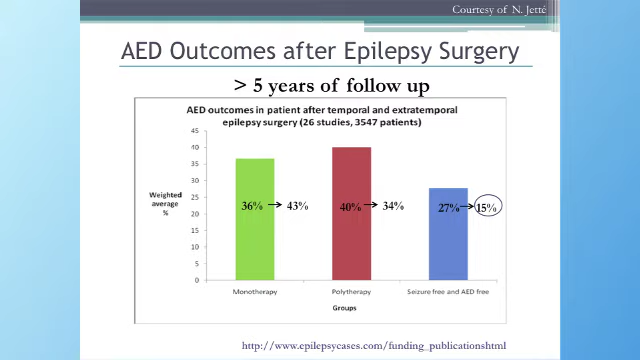 Courtesy of N. Jetté
AED Outcomes after Epilepsy Surgery
> 5 years of follow up
AED outcomes in patient after temporal and extratemporal
epilepsy surgery (26 studies, 3547 patients)
45
40
35
30
25
20
15
10
5
0
Weighted
average
%
36% → 43%
40% → 34%
27% → 15%
Monotherapy
Polytherapy
Seizure free and AED free
Groups
http://www.epilepsycases.com/funding_publicationshtml